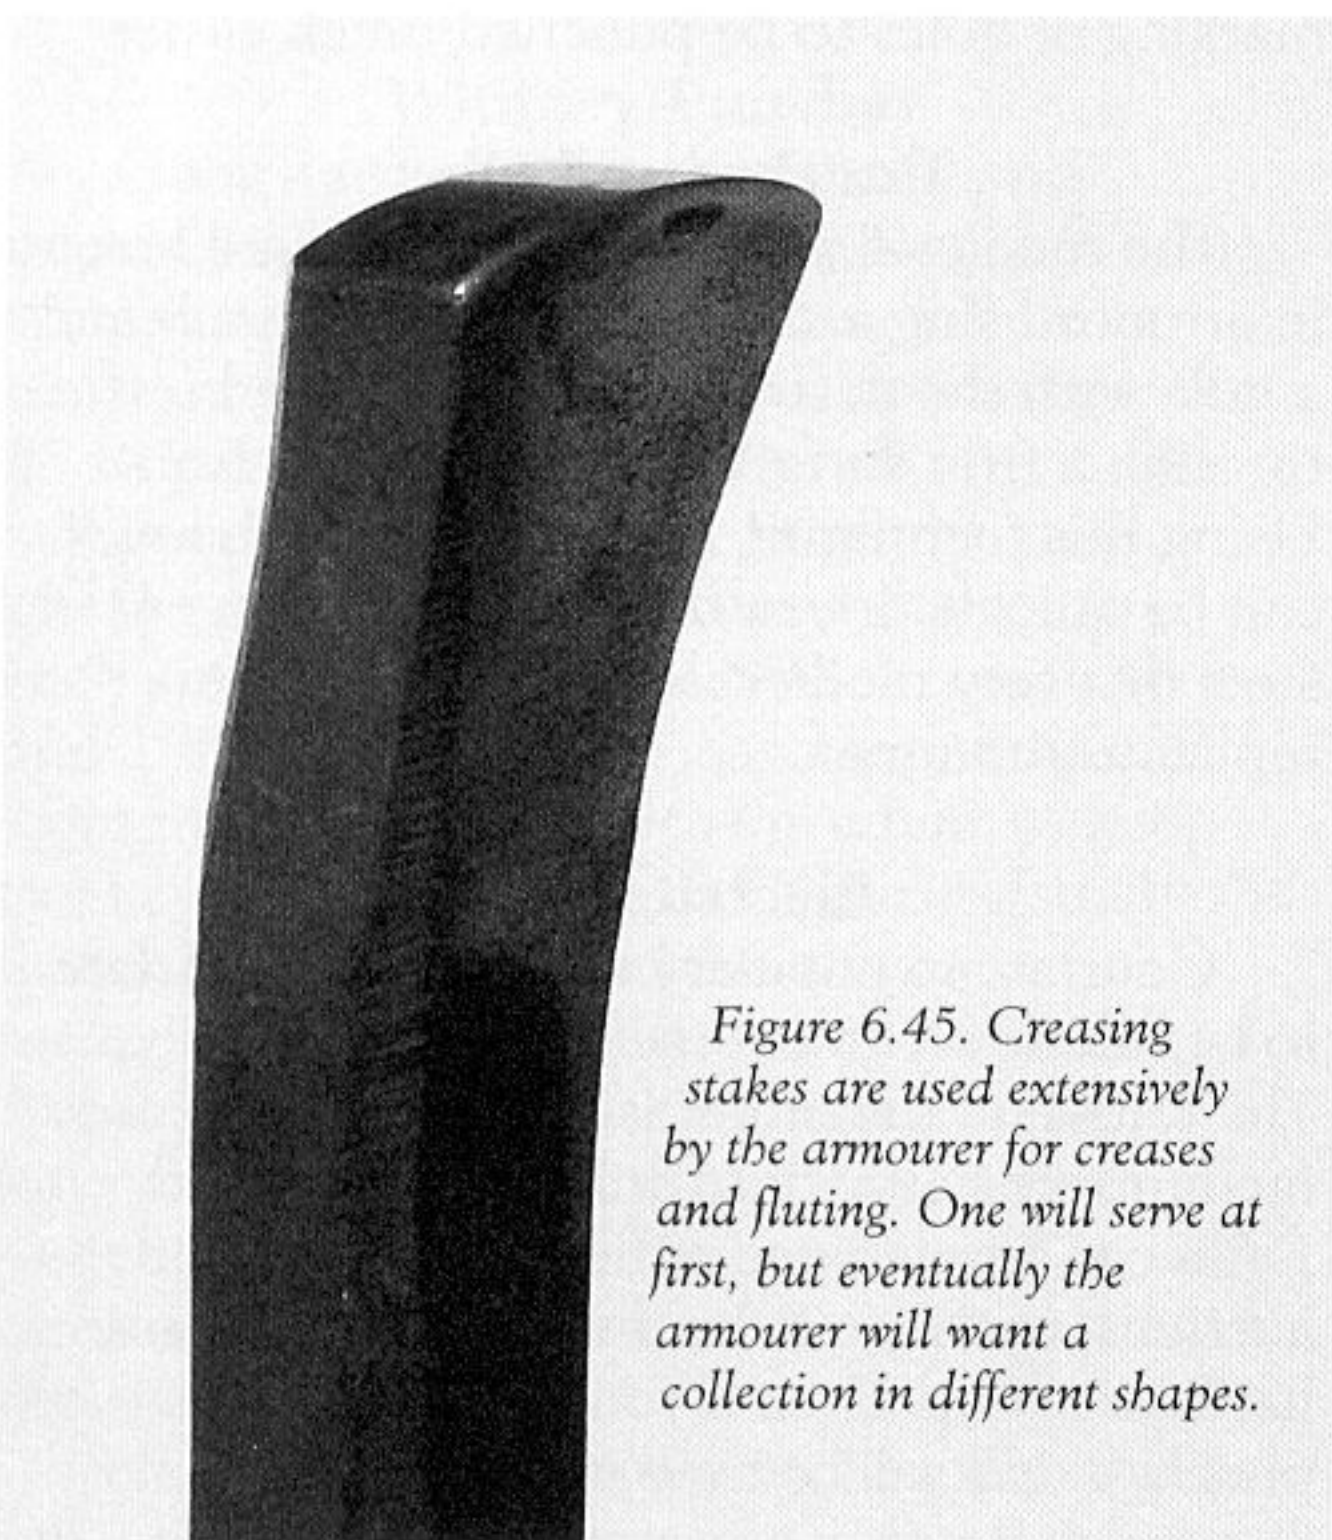 Figure 6.45. Creasing
stakes are used extensively
by the armourer for creases
and fluting. One will serve at
first, but eventually the
armourer will want a
collection in different shapes.